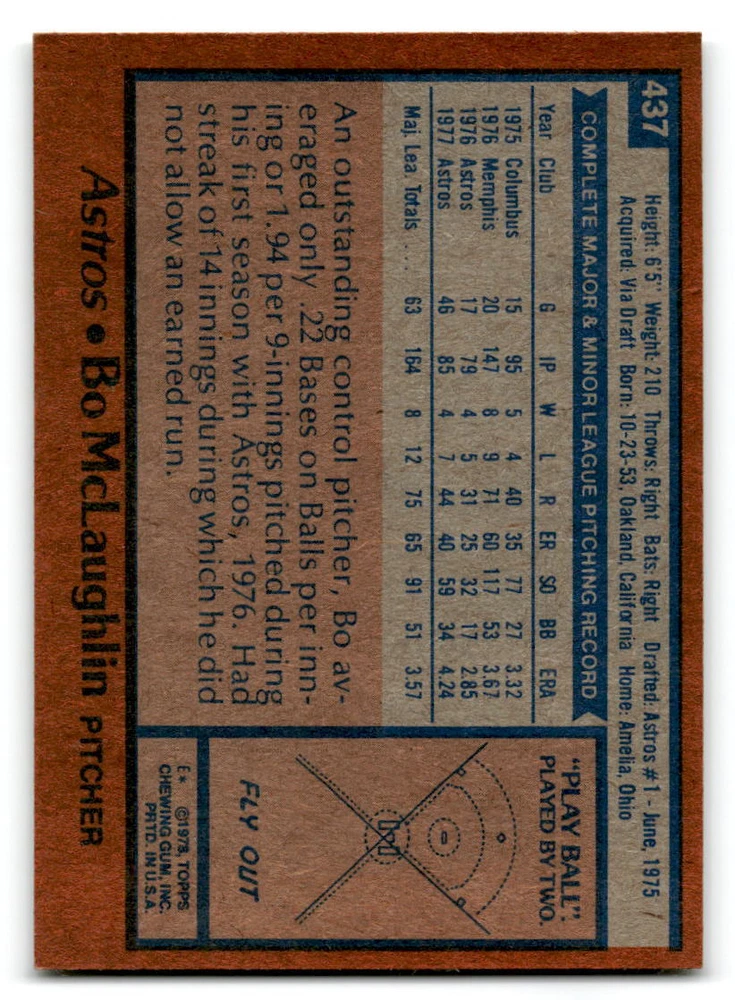 437
Height: 6'5" Weight: 210 Throws: Right Bats: Right Drafted: Astros #1 - June, 1975
Acquired: Via Draft Born: 10-23-53, Oakland, California Home: Amelia, Ohio
COMPLETE MAJOR & MINOR LEAGUE PITCHING RECORD
Year Club G IP W L R ER SO BB ERA
1975 Columbus 15 95 5 4 40 35 77 27 3.32
1976 Memphis 20 147 8 9 71 60 117 53 3.67
1976 Astros 17 79 4 5 31 25 32 17 2.85
1977 Astros 46 85 4 7 44 40 59 34 4.24
Maj. Lea. Totals ... 63 164 8 12 75 65 91 51 3.57
An outstanding control pitcher, Bo av-
eraged only .22 Bases on Balls per inn-
ing or 1.94 per 9-innings pitched during
his first season with Astros, 1976. Had
streak of 14 innings during which he did
not allow an earned run.
"PLAY BALL".
PLAYED BY TWO.
FLY OUT
E* ©1978, TOPPS
CHEWING GUM, INC.
PRTD. IN U.S.A.
Astros • Bo McLaughlin PITCHER